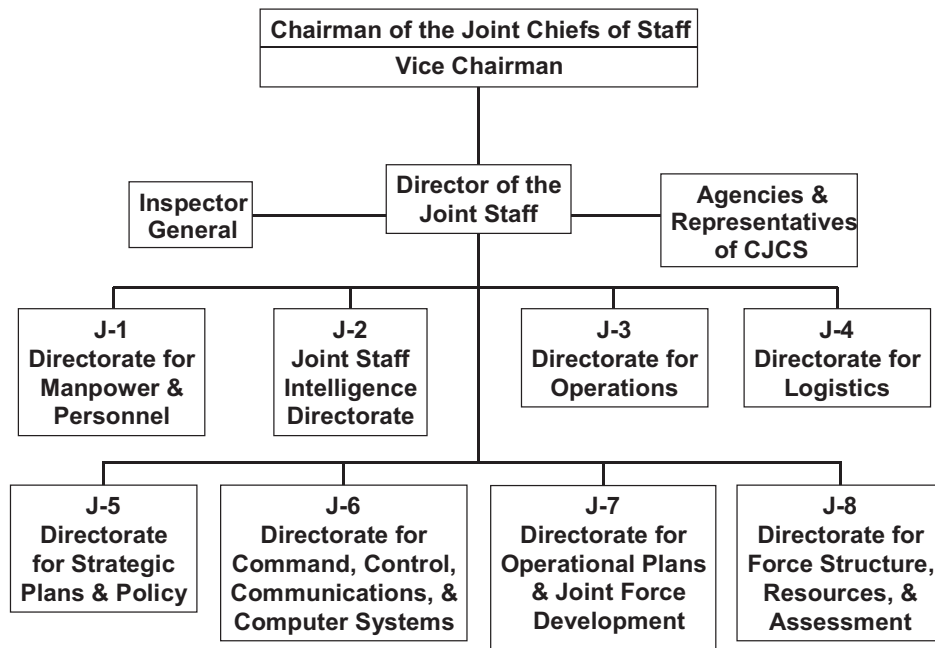 Chairman of the Joint Chiefs of Staff
Vice Chairman
Director of the
Joint Staff
Inspector
General
Agencies &
Representatives
of CJCS
J-1
Directorate for
Manpower &
Personnel
J-2
Joint Staff
Intelligence
Directorate
J-3
Directorate for
Operations
J-4
Directorate for
Logistics
J-5
Directorate
for Strategic
Plans & Policy
J-6
Directorate for
Command, Control,
Communications, &
Computer Systems
J-7
Directorate for
Operational Plans
& Joint Force
Development
J-8
Directorate for
Force Structure,
Resources, &
Assessment